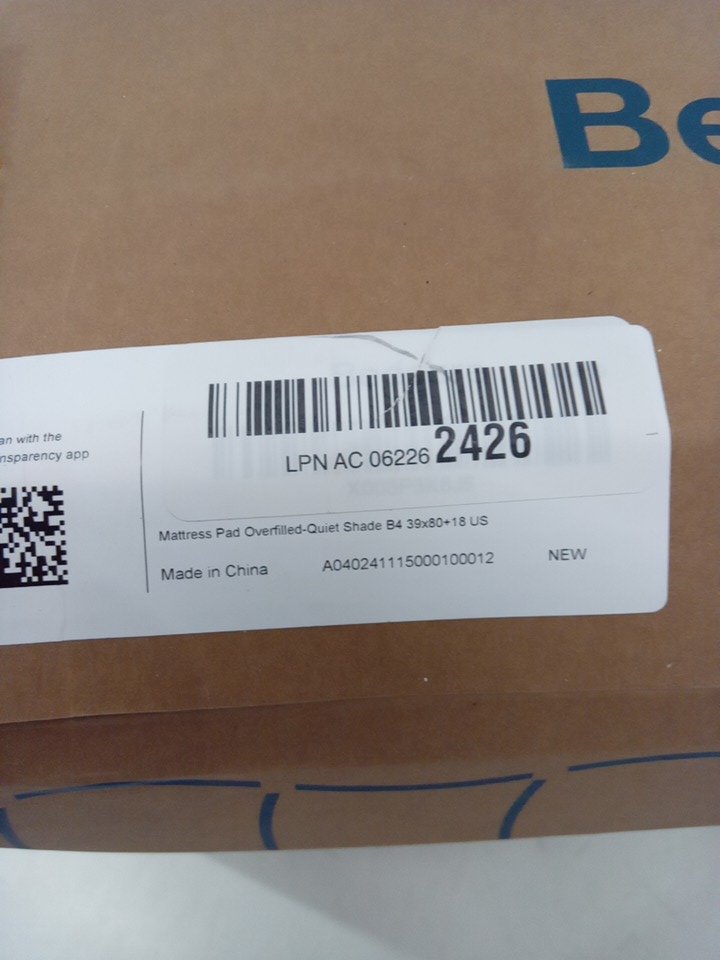 Be
LPN AC 06226 2426
an with the
nsparency app
Mattress Pad Overfilled-Quiet Shade B4 39x80+18 US
Made in China A040241115000100012 NEW